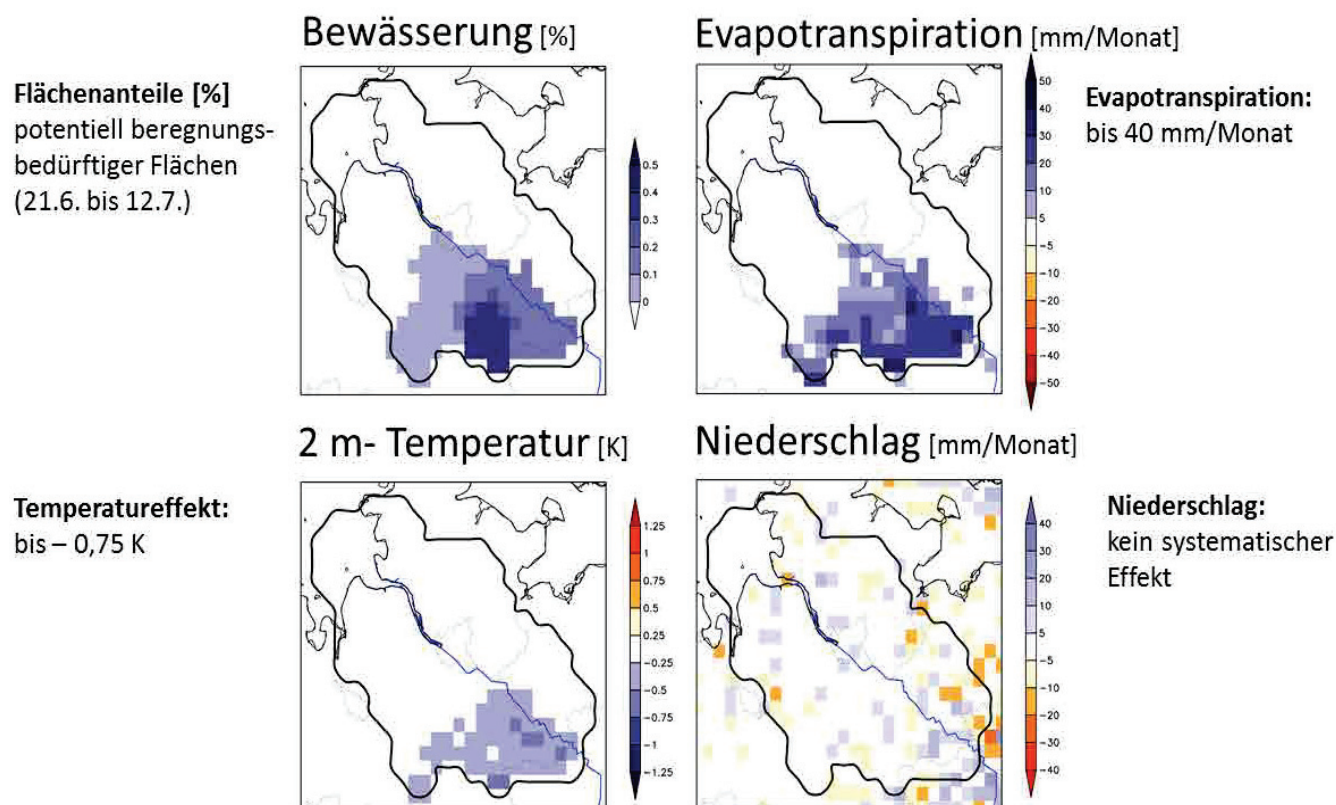 Bewässerung [%]
Evapotranspiration [mm/Monat]
Flächenanteile [%]
potentiell beregnungs-
bedürftiger Flächen
(21.6. bis 12.7.)
0.5
0.4
0.3
0.2
0.1
0
50
40
30
20
10
5
−5
−10
−20
−30
−40
−50
Evapotranspiration:
bis 40 mm/Monat
2 m- Temperatur [K]
Niederschlag [mm/Monat]
Temperatureffekt:
bis – 0,75 K
1.25
1
0.75
0.5
0.25
−0.25
−0.5
−0.75
−1
−1.25
40
30
20
10
5
−5
−10
−20
−30
−40
Niederschlag:
kein systematischer
Effekt